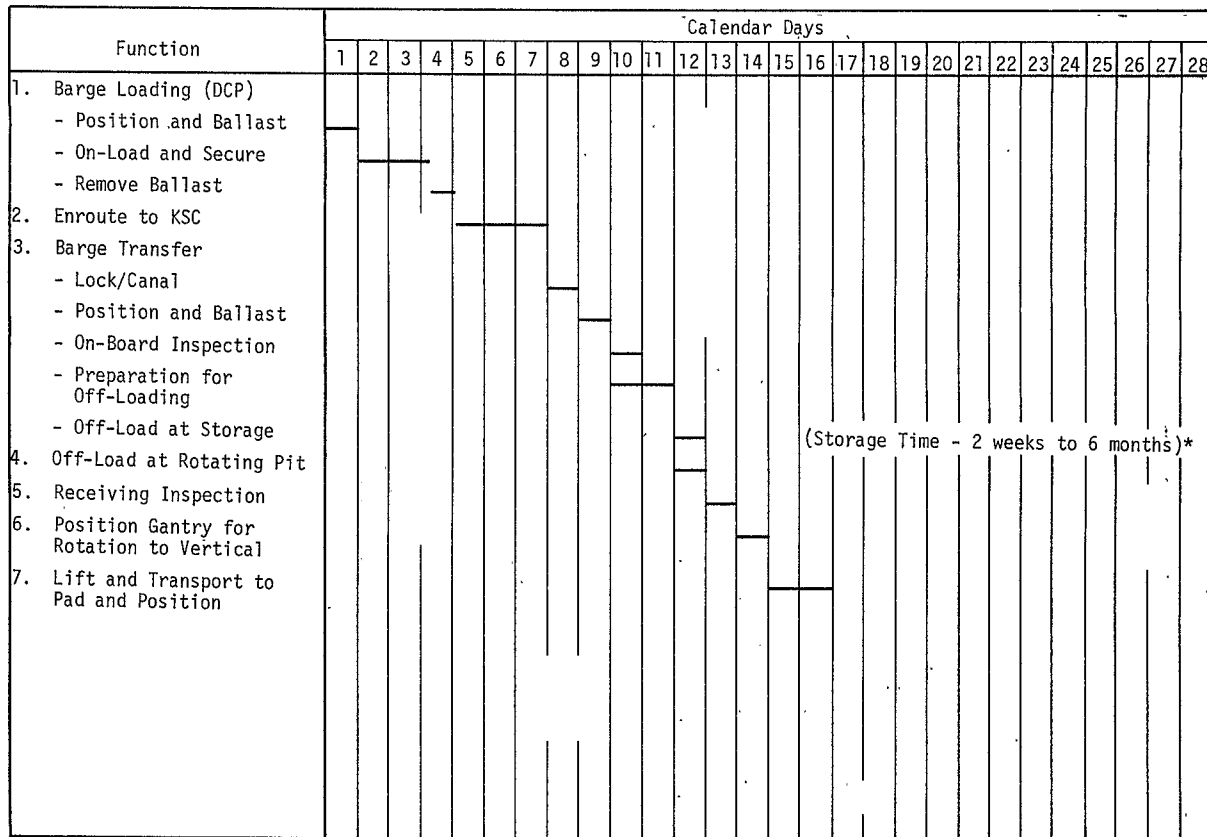 Function
Calendar Days
1 2 3 4 5 6 7 8 9 10 11 12 13 14 15 16 17 18 19 20 21 22 23 24 25 26 27 28
1. Barge Loading (DCP)
- Position and Ballast
- On-Load and Secure
- Remove Ballast
2. Enroute to KSC
3. Barge Transfer
- Lock/Canal
- Position and Ballast
- On-Board Inspection
- Preparation for
Off-Loading
- Off-Load at Storage
(Storage Time - 2 weeks to 6 months)*
4. Off-Load at Rotating Pit
5. Receiving Inspection
6. Position Gantry for
Rotation to Vertical
7. Lift and Transport to
Pad and Position